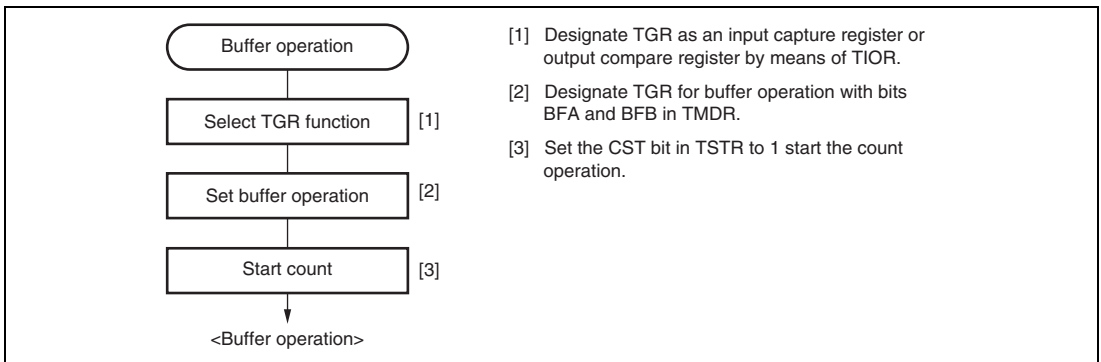 Buffer operation
Select TGR function
[1]
Set buffer operation
[2]
Start count
[3]
<Buffer operation>
[1] Designate TGR as an input capture register or
output compare register by means of TIOR.
[2] Designate TGR for buffer operation with bits
BFA and BFB in TMDR.
[3] Set the CST bit in TSTR to 1 start the count
operation.